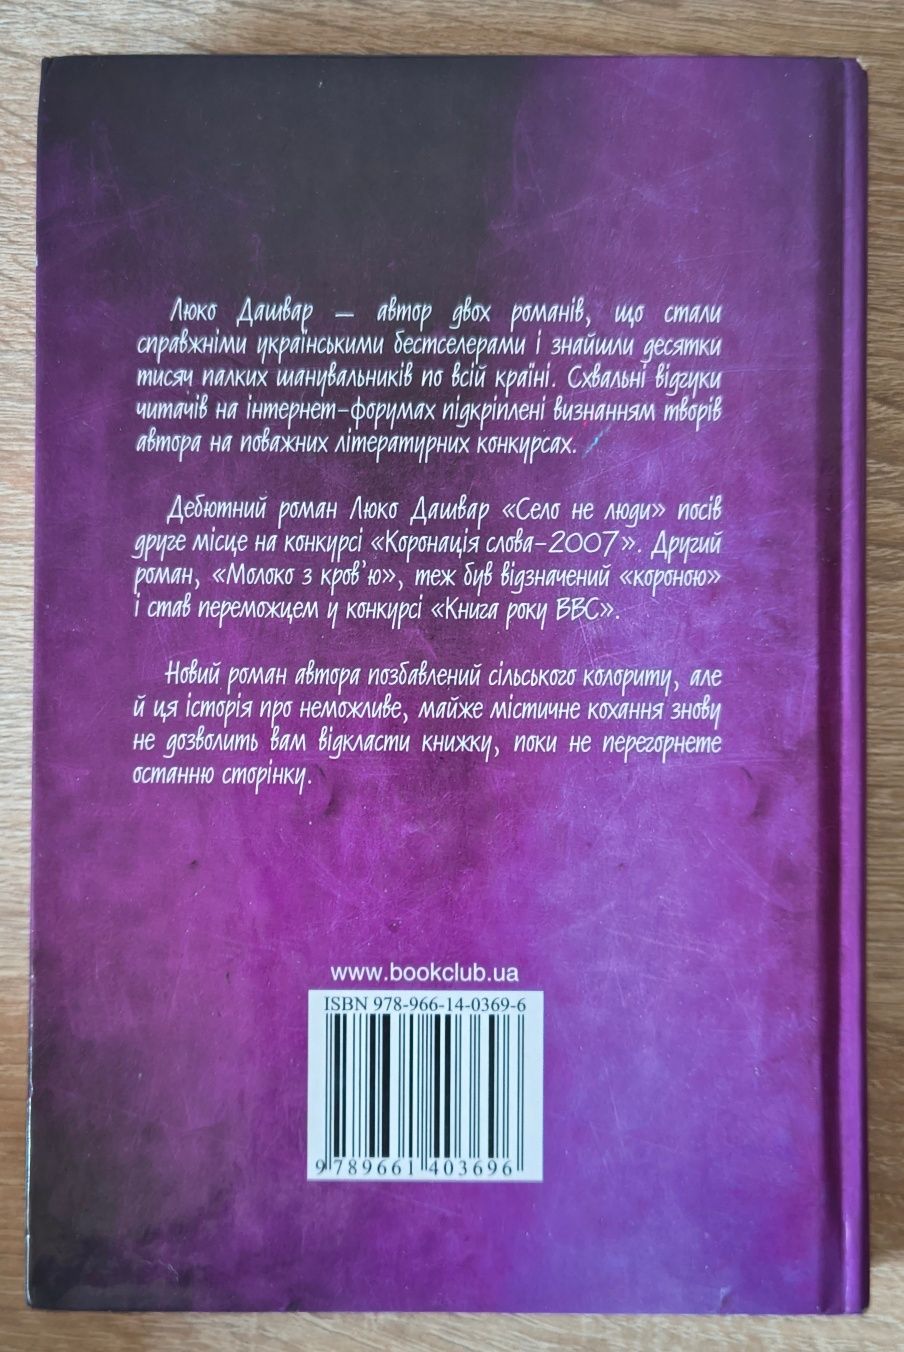 Люко Дашвар — автор двох романів, що стали
справжніми українськими бестселерами і знайшли десятки
тисяч палких шанувальників по всій країні. Схвальні відгуки
читачів на інтернет-форумах підкріплені визнанням творів
автора на поважних літературних конкурсах.
Дебютний роман Люко Дашвар «Село не люди» посів
друге місце на конкурсі «Коронація слова-2007». Другий
роман, «Молоко з кров'ю», теж був відзначений «короною»
і став переможцем у конкурсі «Книга року BBC».
Новий роман автора позбавлений сільського колориту, але
й ця історія про неможливе, майже містичне кохання знову
не дозволить вам відкласти книжку, поки не перегорнете
останню сторінку.
www.bookclub.ua
ISBN 978-966-14-0369-6
9 789661 403696